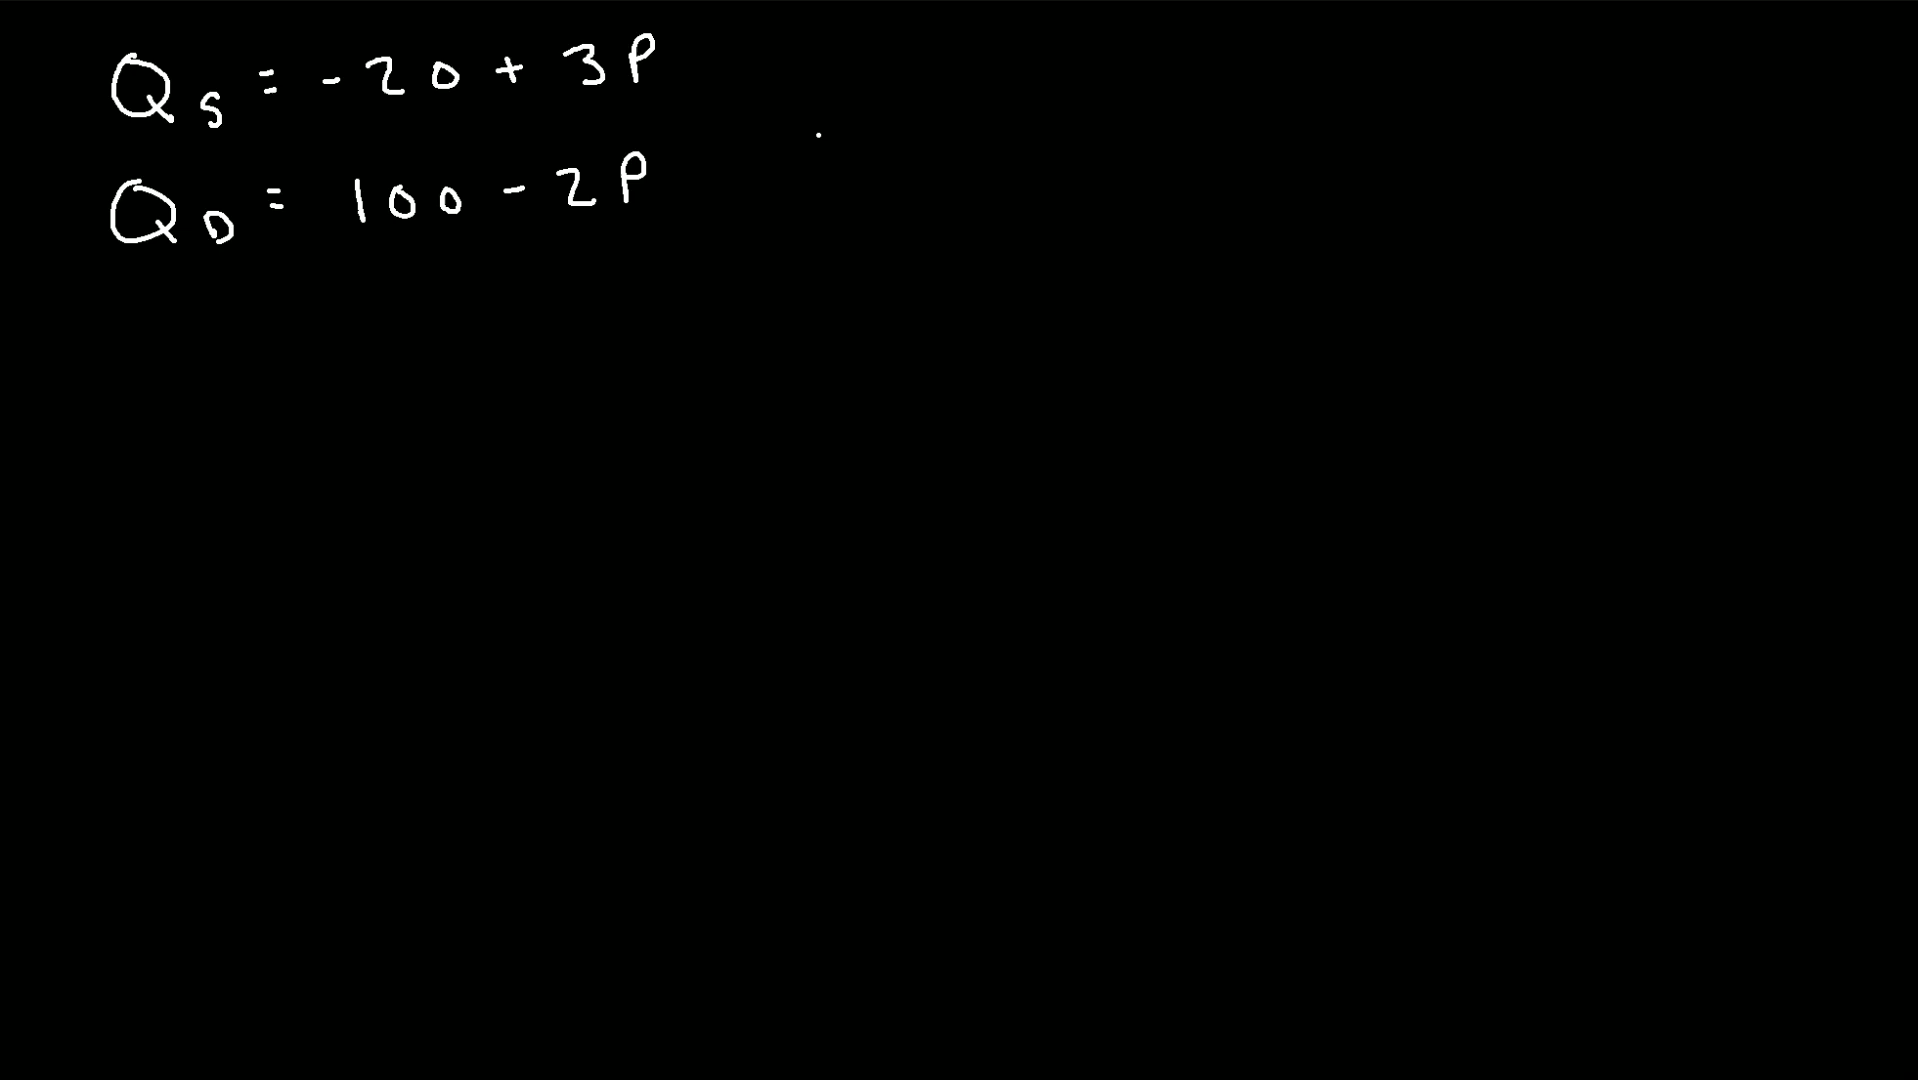 Qs = -20 + 3P
QD = 100 - 2P